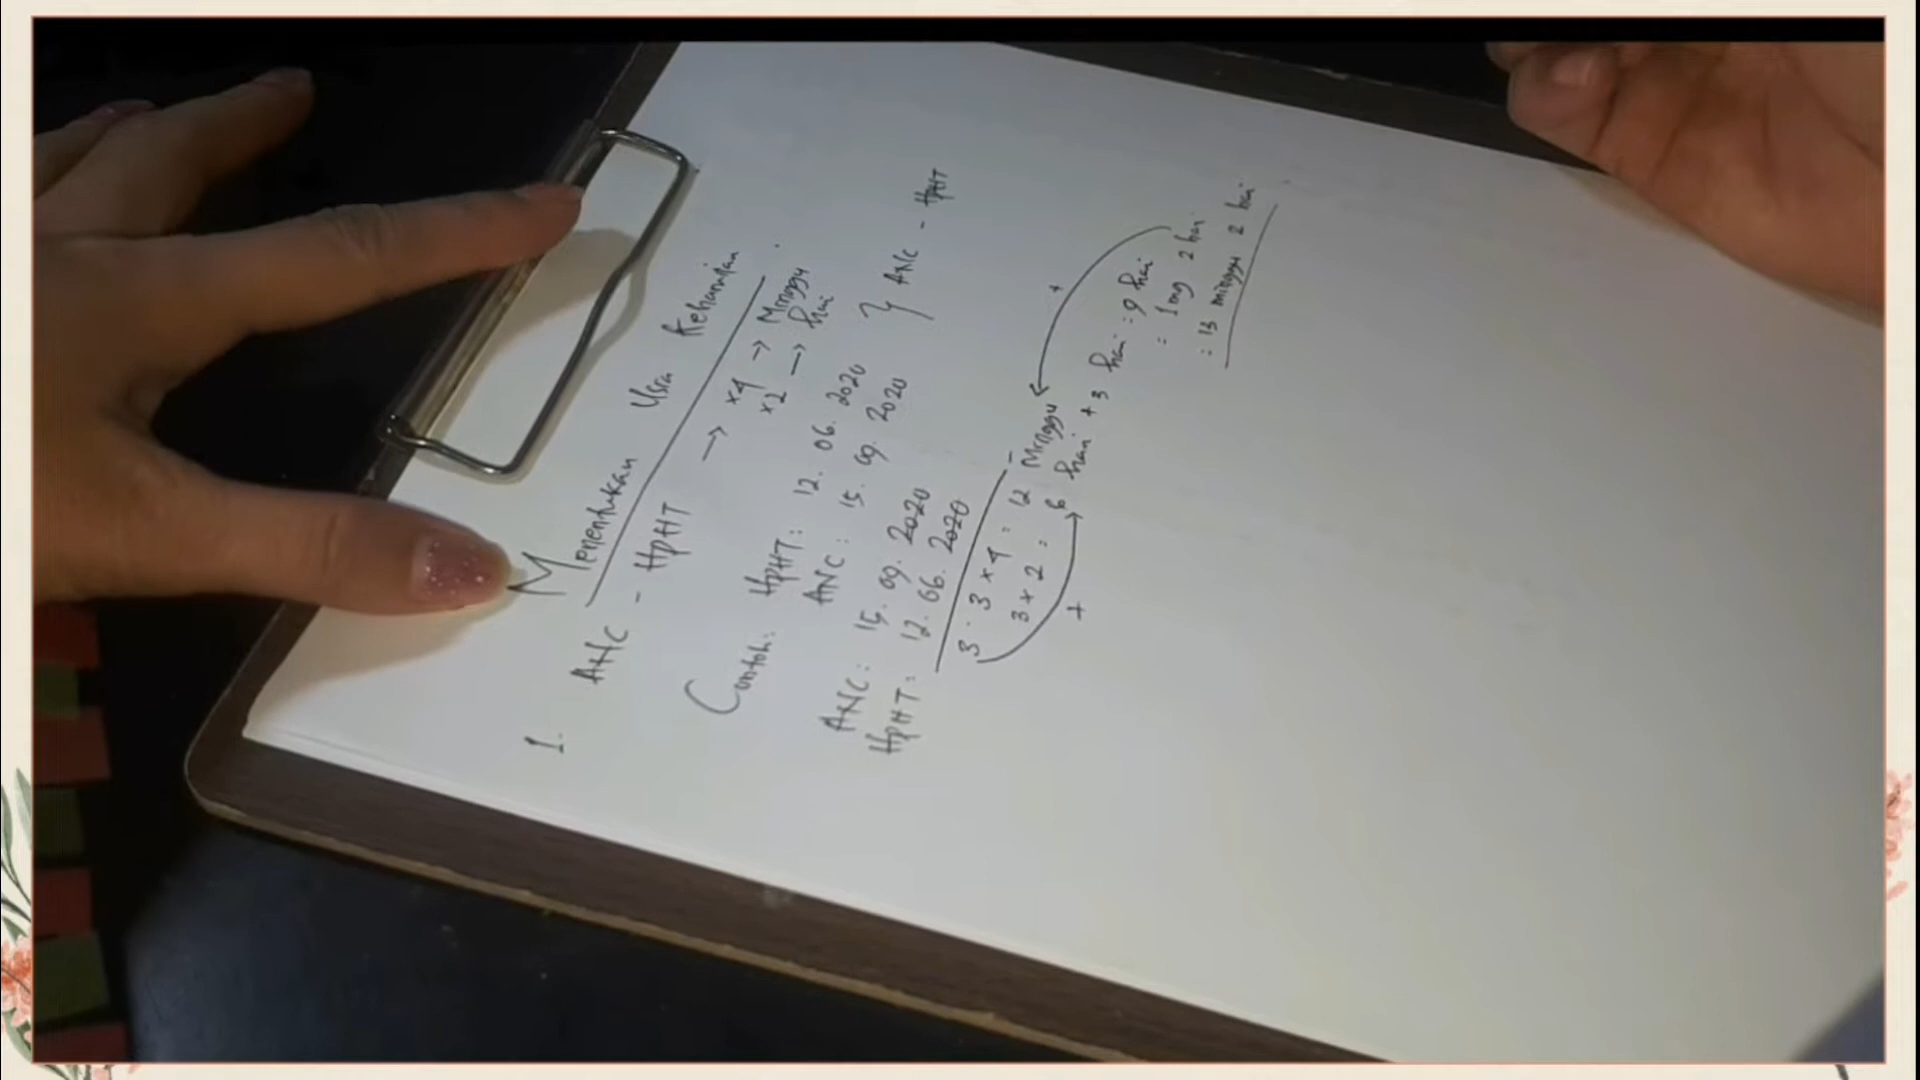 Menentukan Usia Kehamilan
1. ANC - HPHT → x4 → Minggu
x2 → hari
Contoh: HPHT: 12. 06. 2020
ANC: 15. 09. 2020 } ANC - HPHT
ANC: 15. 09. 2020
HPHT: 12. 06. 2020 -
3. 3 x 4 : 12 Minggu
3 x 2 : 6 hari + 3 hari : 9 hari
+ = 1 mg 2 hari +
: 13 minggu 2 hari